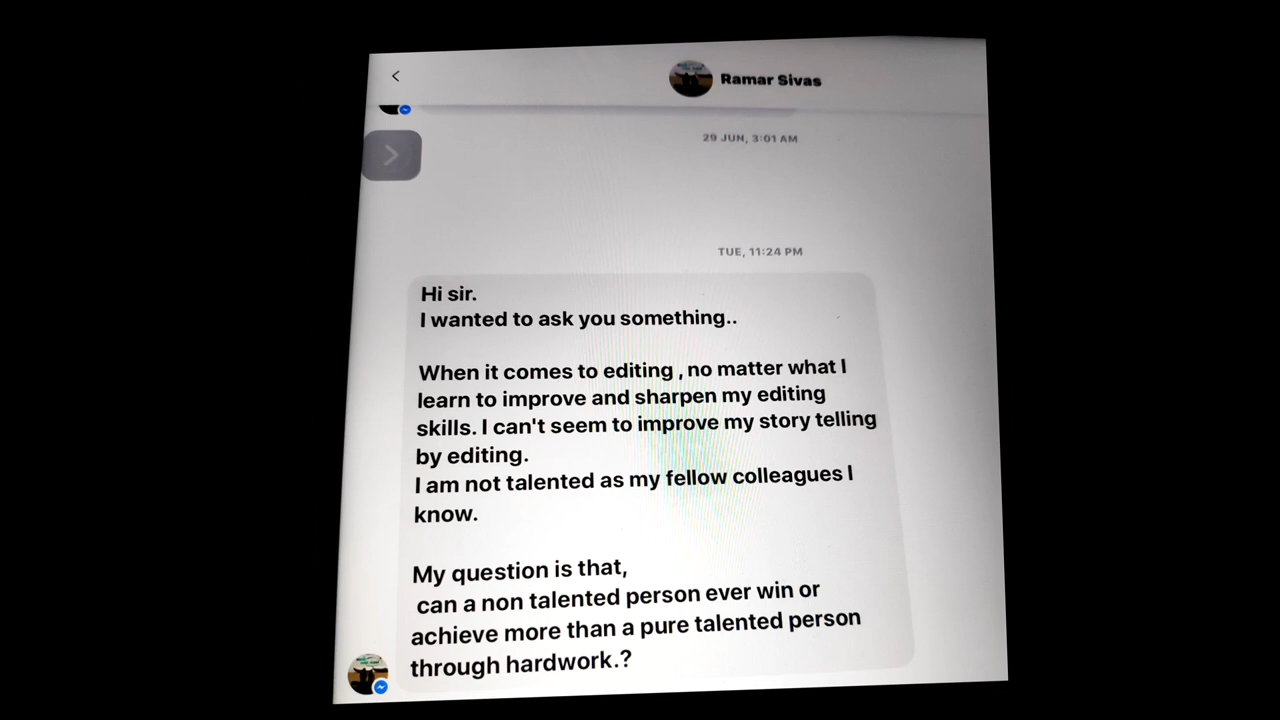 Ramar Sivas
29 JUN, 3:01 AM
TUE, 11:24 PM
Hi sir.
I wanted to ask you something..
When it comes to editing , no matter what I
learn to improve and sharpen my editing
skills. I can't seem to improve my story telling
by editing.
I am not talented as my fellow colleagues I
know.
My question is that,
can a non talented person ever win or
achieve more than a pure talented person
through hardwork.?